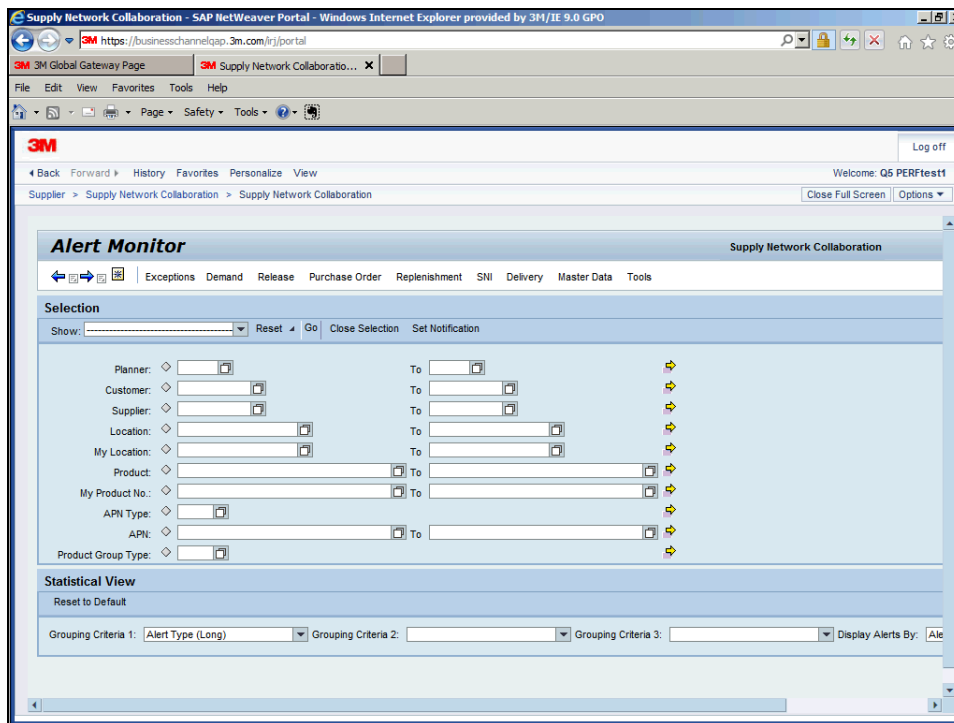 Supply Network Collaboration - SAP NetWeaver Portal - Windows Internet Explorer provided by 3M/IE 9.0 GPO
3M https://businesschannelqap.3m.com/irj/portal
3M 3M Global Gateway Page
3M Supply Network Collaboratio... X
File Edit View Favorites Tools Help
Page Safety Tools
3M
Log off
Back Forward History Favorites Personalize View
Welcome: Q5 PERFtest1
Supplier > Supply Network Collaboration > Supply Network Collaboration
Close Full Screen Options
Alert Monitor
Supply Network Collaboration
Exceptions Demand Release Purchase Order Replenishment SNI Delivery Master Data Tools
Selection
Show: Reset Go Close Selection Set Notification
Planner: To
Customer: To
Supplier: To
Location: To
My Location: To
Product: To
My Product No.: To
APN Type:
APN: To
Product Group Type:
Statistical View
Reset to Default
Grouping Criteria 1: Alert Type (Long) Grouping Criteria 2: Grouping Criteria 3: Display Alerts By: Ale